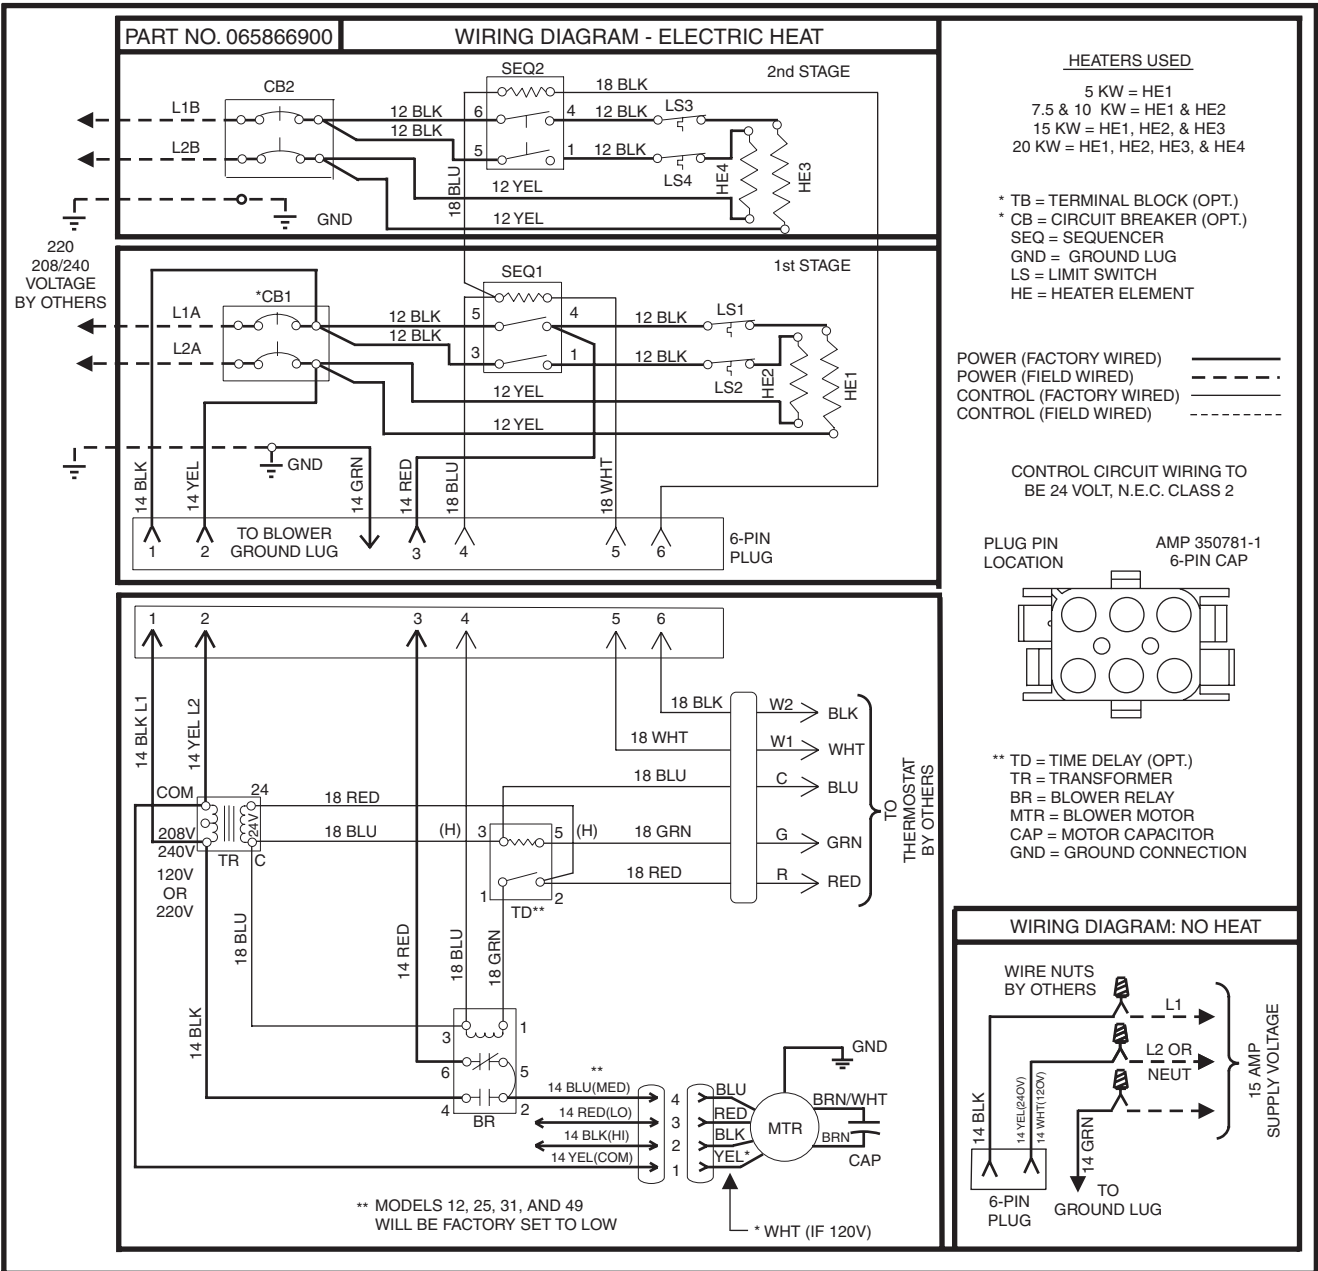 PART NO. 065866900
WIRING DIAGRAM - ELECTRIC HEAT
2nd STAGE
CB2
SEQ2
18 BLK
L1B
12 BLK
6
4
12 BLK
LS3
12 BLK
L2B
5
1
12 BLK
LS4
HE4
HE3
18 BLU
12 YEL
12 YEL
GND
220
208/240
VOLTAGE
BY OTHERS
1st STAGE
SEQ1
*CB1
L1A
12 BLK
5
4
12 BLK
LS1
12 BLK
L2A
3
1
12 BLK
LS2
HE2
HE1
12 YEL
12 YEL
GND
14 BLK
14 YEL
14 GRN
14 RED
18 BLU
18 WHT
TO BLOWER
GROUND LUG
1
2
3
4
5
6
6-PIN
PLUG
1
2
3
4
5
6
14 BLK L1
14 YEL L2
18 BLK
W2
BLK
18 WHT
W1
WHT
18 BLU
C
BLU
18 GRN
G
GRN
18 RED
R
RED
TO
THERMOSTAT
BY OTHERS
COM
24
18 RED
208V
24V
18 BLU
(H)
3
5
(H)
240V
TR
C
120V
OR
220V
1
2
TD**
18 BLU
14 RED
18 BLU
18 GRN
14 BLK
3
1
6
5
4
2
BR
**
14 BLU(MED)
14 RED(LO)
14 BLK(HI)
14 YEL(COM)
4
3
2
1
BLU
RED
BLK
YEL*
MTR
GND
BRN/WHT
BRN
CAP
** MODELS 12, 25, 31, AND 49
WILL BE FACTORY SET TO LOW
* WHT (IF 120V)
HEATERS USED
5 KW = HE1
7.5 & 10 KW = HE1 & HE2
15 KW = HE1, HE2, & HE3
20 KW = HE1, HE2, HE3, & HE4
* TB = TERMINAL BLOCK (OPT.)
* CB = CIRCUIT BREAKER (OPT.)
SEQ = SEQUENCER
GND = GROUND LUG
LS = LIMIT SWITCH
HE = HEATER ELEMENT
POWER (FACTORY WIRED)
POWER (FIELD WIRED)
CONTROL (FACTORY WIRED)
CONTROL (FIELD WIRED)
CONTROL CIRCUIT WIRING TO
BE 24 VOLT, N.E.C. CLASS 2
PLUG PIN
LOCATION
AMP 350781-1
6-PIN CAP
** TD = TIME DELAY (OPT.)
TR = TRANSFORMER
BR = BLOWER RELAY
MTR = BLOWER MOTOR
CAP = MOTOR CAPACITOR
GND = GROUND CONNECTION
WIRING DIAGRAM: NO HEAT
WIRE NUTS
BY OTHERS
L1
L2 OR
NEUT
15 AMP
SUPPLY VOLTAGE
14 BLK
14 YEL(240V)
14 WHT(120V)
14 GRN
6-PIN
PLUG
TO
GROUND LUG